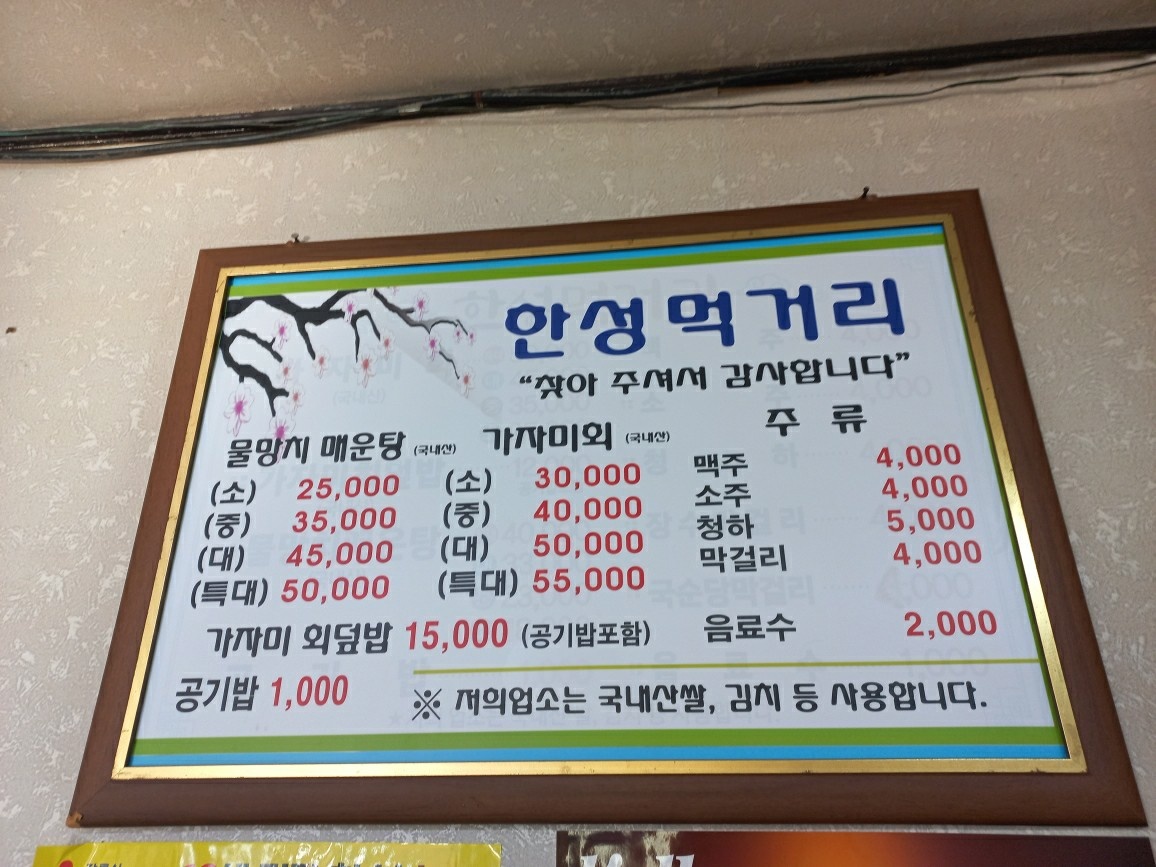 한성먹거리
“찾아 주셔서 감사합니다”
물망치 매운탕 (국내산)
(소) 25,000
(중) 35,000
(대) 45,000
(특대) 50,000
가자미회 (국내산)
(소) 30,000
(중) 40,000
(대) 50,000
(특대) 55,000
주 류
맥주 4,000
소주 4,000
청하 5,000
막걸리 4,000
음료수 2,000
가자미 회덮밥 15,000 (공기밥포함)
공기밥 1,000
※ 저희업소는 국내산쌀, 김치 등 사용합니다.